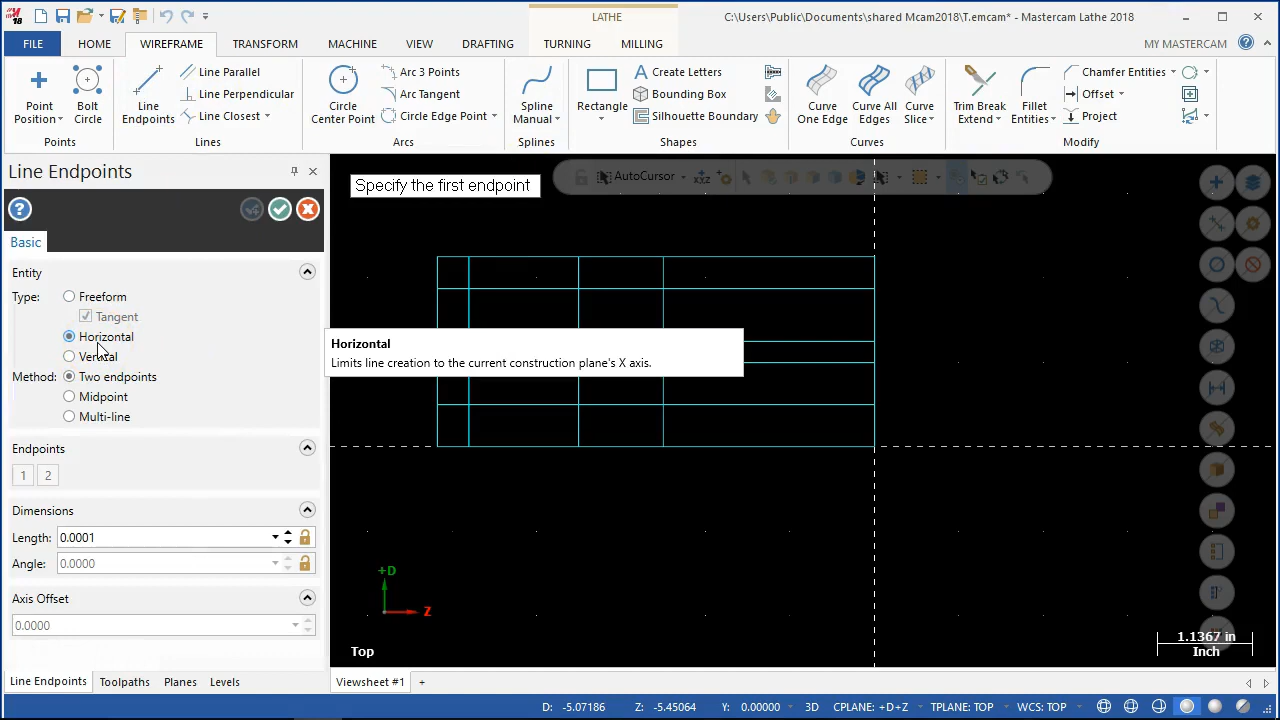 LATHE
C:\Users\Public\Documents\shared Mcam2018\T.emcam* - Mastercam Lathe 2018
FILE
HOME
WIREFRAME
TRANSFORM
MACHINE
VIEW
DRAFTING
TURNING
MILLING
MY MASTERCAM
Point
Position
Bolt
Circle
Points
Line
Endpoints
Line Parallel
Line Perpendicular
Line Closest
Lines
Circle
Center Point
Arc 3 Points
Arc Tangent
Circle Edge Point
Arcs
Spline
Manual
Splines
Rectangle
Create Letters
Bounding Box
Silhouette Boundary
Shapes
Curve
One Edge
Curve All
Edges
Curve
Slice
Curves
Trim Break
Extend
Fillet
Entities
Chamfer Entities
Offset
Project
Modify
Line Endpoints
Basic
Entity
Type:
Freeform
Tangent
Horizontal
Vertical
Method:
Two endpoints
Midpoint
Multi-line
Endpoints
1
2
Dimensions
Length:
0.0001
Angle:
0.0000
Axis Offset
0.0000
Line Endpoints
Toolpaths
Planes
Levels
Specify the first endpoint
AutoCursor
Horizontal
Limits line creation to the current construction plane's X axis.
+D
Z
Top
1.1367 in
Inch
Viewsheet #1
+
D:
-5.07186
Z:
-5.45064
Y:
0.00000
3D
CPLANE: +D+Z
TPLANE: TOP
WCS: TOP